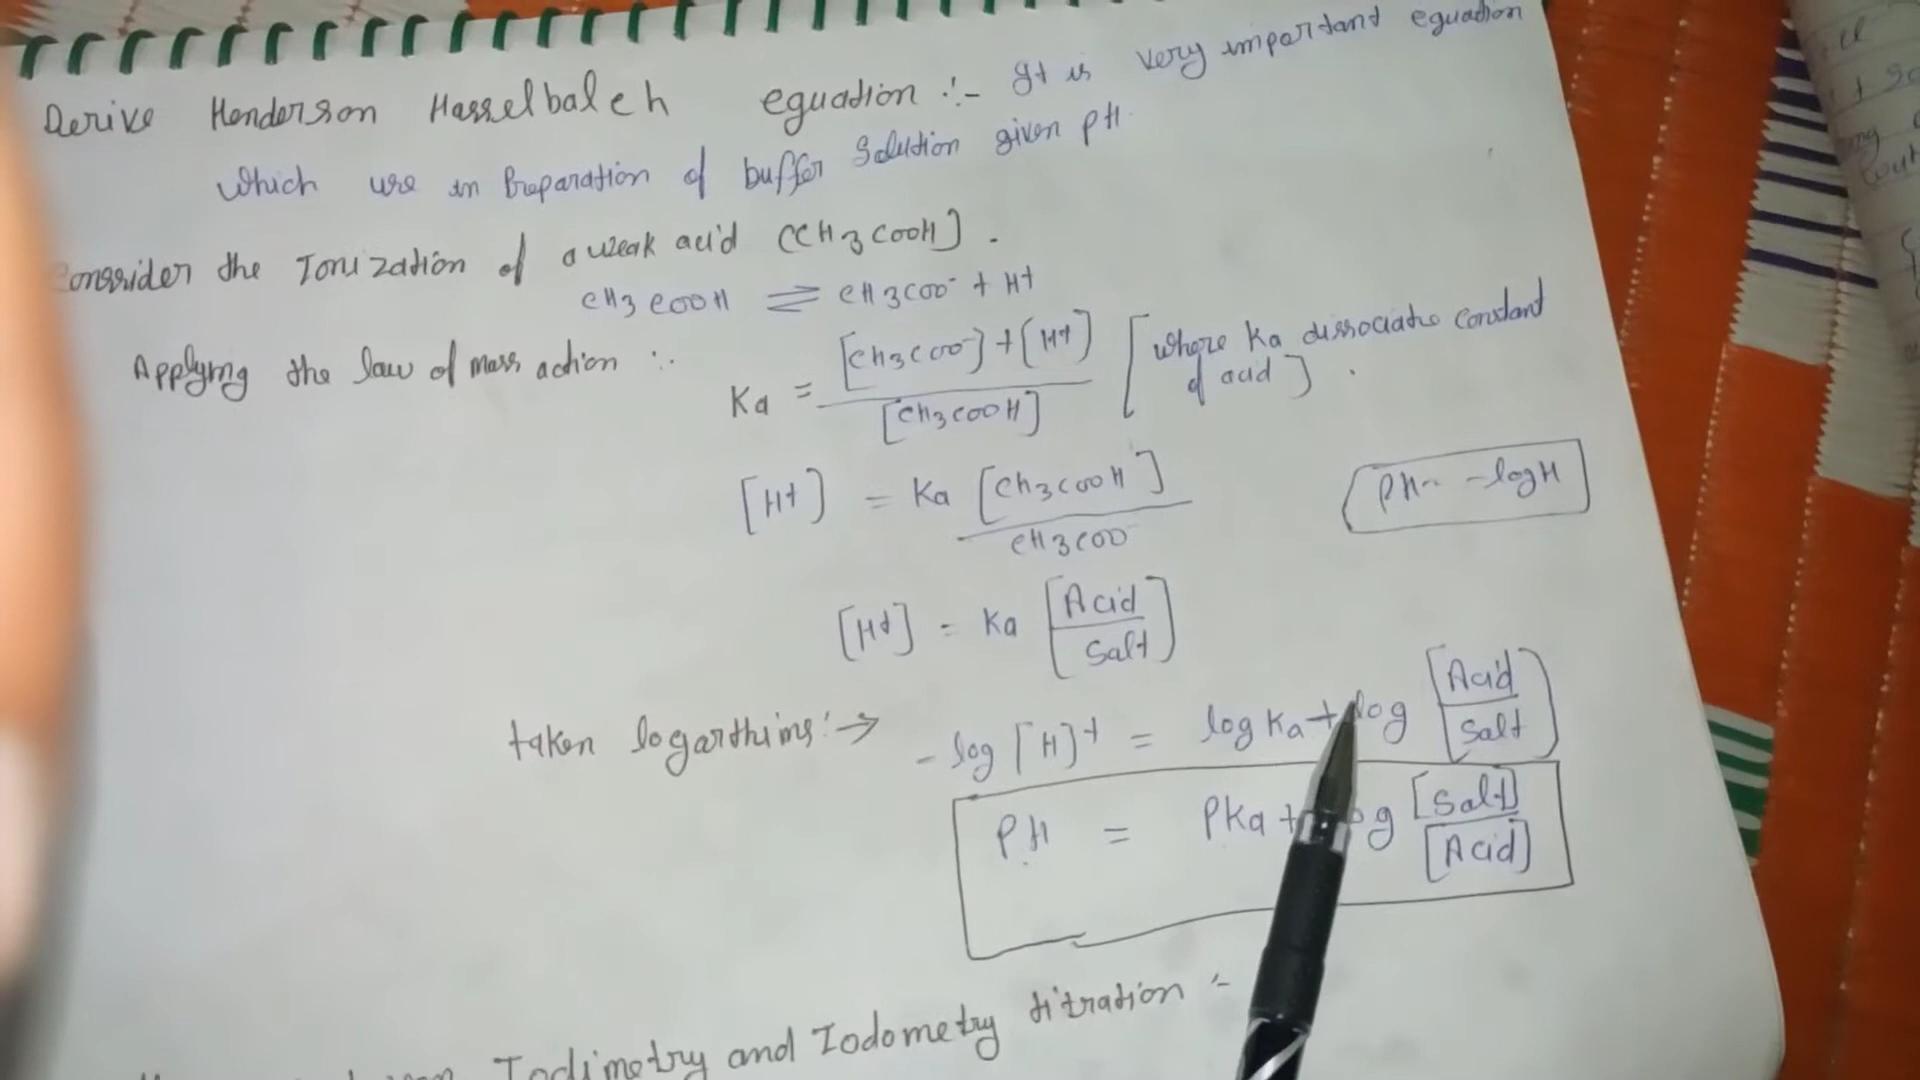 Derive Henderson Hasselbalch equation :- It is very important equation
which use in Preparation of buffer Solution given pH.
Consider the Ionization of a weak acid (CH3COOH].
CH3COOH ⇌ CH3COO- + H+
Applying the law of mass action :-
Ka = [CH3COO-] + [H+] / [CH3COOH] [where Ka dissociatio constant
of acid].
[H+] = Ka [CH3COOH] / CH3COO-
PH = -logH
[H+] = Ka [Acid / Salt]
taken logarthims :→ - log [H]+ = log Ka + log [Acid / Salt]
PH = PKa + log [Salt] / [Acid]
Iodimetry and Iodometry titration :-